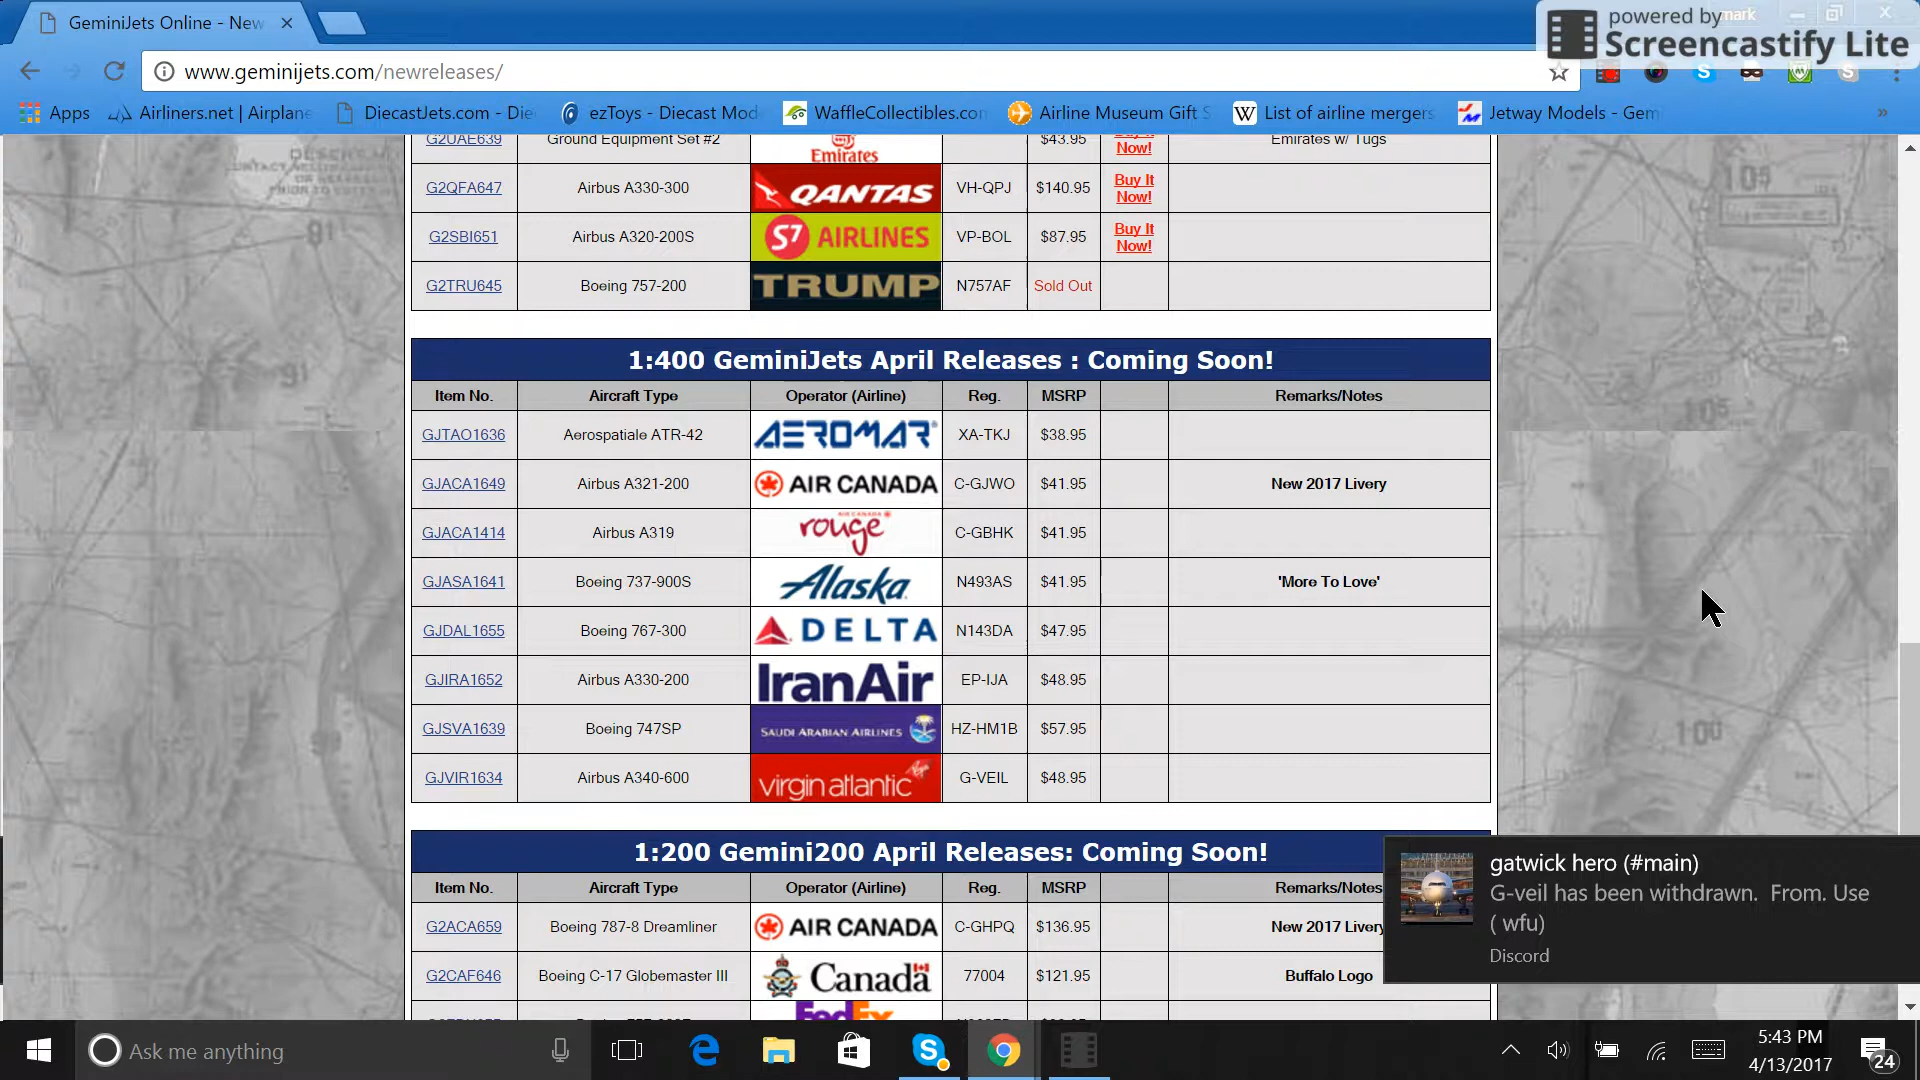 GeminiJets Online - New
mark
powered by
Screencastify Lite
www.geminijets.com/newreleases/
Apps Airliners.net | Airplane DiecastJets.com - Die ezToys - Diecast Mod WaffleCollectibles.co Airline Museum Gift S List of airline mergers Jetway Models - Gem »
G2UAE639 Ground Equipment Set #2 Emirates $43.95 Buy It Now! Emirates w/ Tugs
G2QFA647 Airbus A330-300 QANTAS VH-QPJ $140.95 Buy It Now!
G2SBI651 Airbus A320-200S S7 AIRLINES VP-BOL $87.95 Buy It Now!
G2TRU645 Boeing 757-200 TRUMP N757AF Sold Out
1:400 GeminiJets April Releases : Coming Soon!
Item No. Aircraft Type Operator (Airline) Reg. MSRP Remarks/Notes
GJTAO1636 Aerospatiale ATR-42 AEROMAR XA-TKJ $38.95
GJACA1649 Airbus A321-200 AIR CANADA C-GJWO $41.95 New 2017 Livery
GJACA1414 Airbus A319 AIR CANADA rouge C-GBHK $41.95
GJASA1641 Boeing 737-900S Alaska N493AS $41.95 'More To Love'
GJDAL1655 Boeing 767-300 DELTA N143DA $47.95
GJIRA1652 Airbus A330-200 IranAir EP-IJA $48.95
GJSVA1639 Boeing 747SP SAUDI ARABIAN AIRLINES HZ-HM1B $57.95
GJVIR1634 Airbus A340-600 virgin atlantic G-VEIL $48.95
1:200 Gemini200 April Releases: Coming Soon!
Item No. Aircraft Type Operator (Airline) Reg. MSRP Remarks/Notes
G2ACA659 Boeing 787-8 Dreamliner AIR CANADA C-GHPQ $136.95 New 2017 Livery
G2CAF646 Boeing C-17 Globemaster III Canada 77004 $121.95 Buffalo Logo
FedEx
gatwick hero (#main)
G-veil has been withdrawn. From. Use
( wfu)
Discord
Ask me anything
5:43 PM
4/13/2017
24